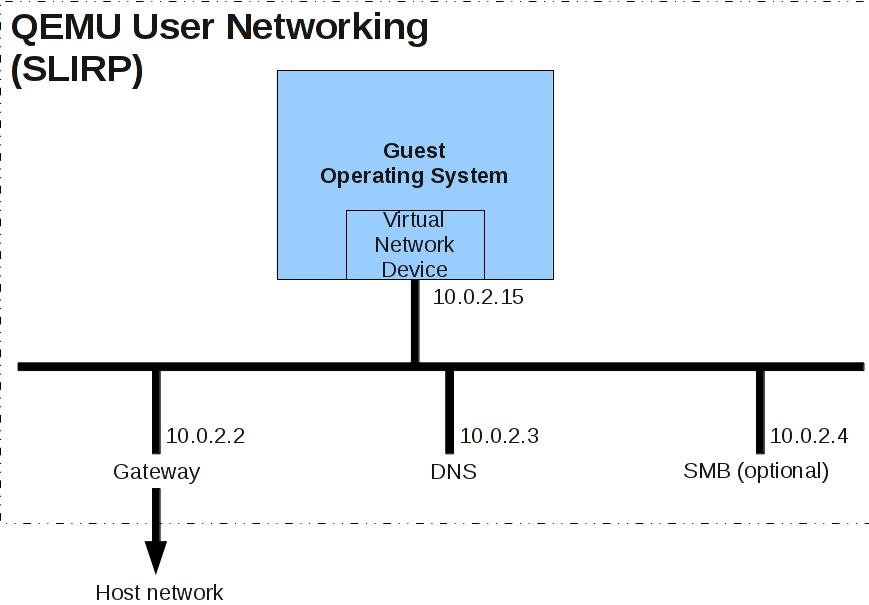 QEMU User Networking
(SLIRP)
Guest
Operating System
Virtual
Network
Device
10.0.2.15
10.0.2.2
10.0.2.3
10.0.2.4
Gateway
DNS
SMB (optional)
Host network